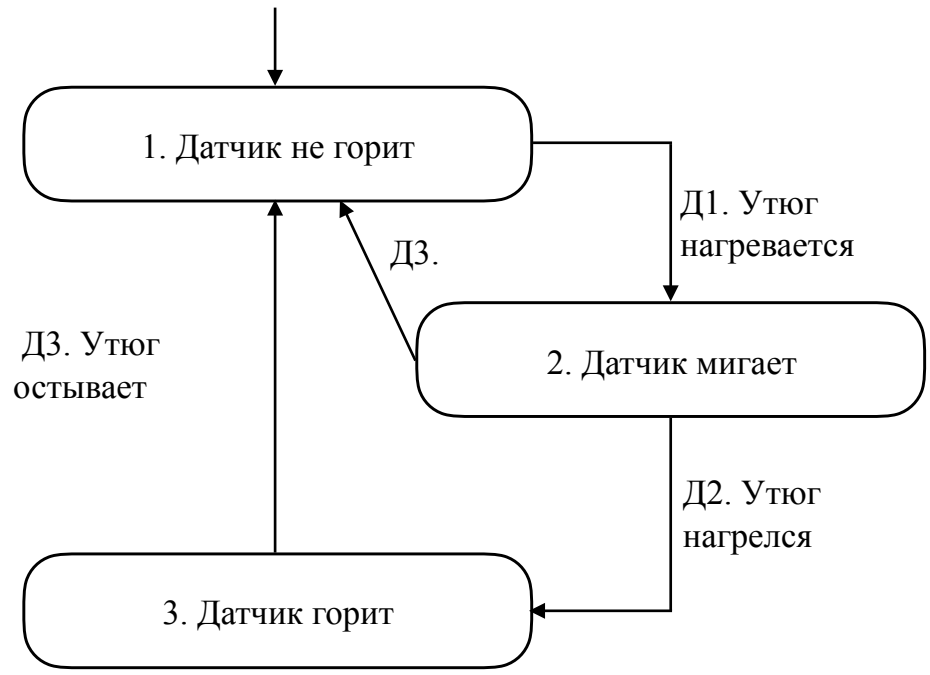 1. Датчик не горит
Д1. Утюг
нагревается
Д3.
Д3. Утюг
остывает
2. Датчик мигает
Д2. Утюг
нагрелся
3. Датчик горит